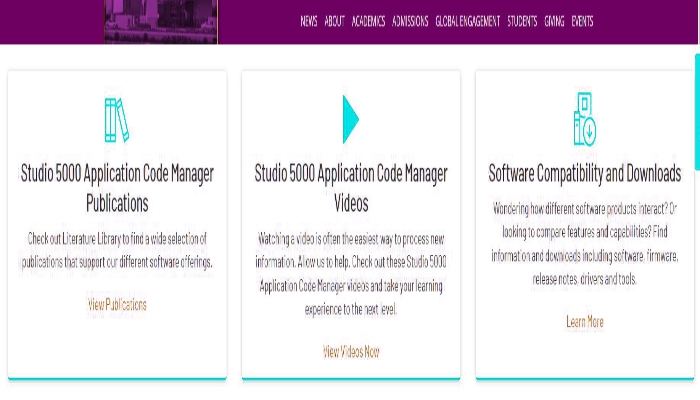 NEWS ABOUT ACADEMICS ADMISSIONS GLOBAL ENGAGEMENT STUDENTS GIVING EVENTS
Studio 5000 Application Code Manager
Publications
Check out Literature Library to find a wide selection of
publications that support our different software offerings.
View Publications
Studio 5000 Application Code Manager
Videos
Watching a video is often the easiest way to process new
information. Allow us to help. Check out these Studio 5000
Application Code Manager videos and take your learning
experience to the next level.
View Videos Now
Software Compatibility and Downloads
Wondering how different software products interact? Or
looking to compare features and capabilities? Find
information and downloads including software, firmware,
release notes, drivers and tools.
Learn More